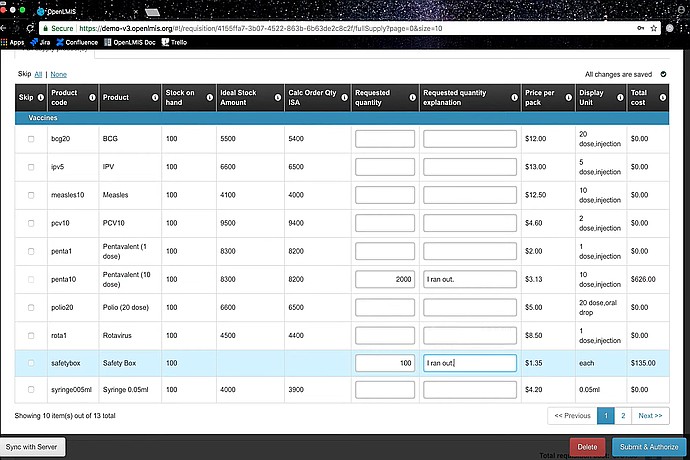 OpenLMIS
Secure https://demo-v3.openlmis.org/#!/requisition/4155ffa7-3b07-4522-863b-6b63de2c8c2f/fullSupply?page=0&size=10
Apps Jira Confluence OpenLMIS Doc Trello
Skip All | None All changes are saved
Skip Product code Product Stock on hand Ideal Stock Amount Calc Order Qty ISA Requested quantity Requested quantity explanation Price per pack Display Unit Total cost
Vaccines
bcg20 BCG 100 5500 5400 $12.00 20 dose,injection $0.00
ipv5 IPV 100 6600 6500 $13.00 5 dose,injection $0.00
measles10 Measles 100 4100 4000 $12.50 10 dose,injection $0.00
pcv10 PCV10 100 9500 9400 $4.60 2 dose,injection $0.00
penta1 Pentavalent (1 dose) 100 8300 8200 $2.00 1 dose,injection $0.00
penta10 Pentavalent (10 dose) 100 8300 8200 2000 I ran out. $3.13 10 dose,injection $626.00
polio20 Polio (20 dose) 100 6600 6500 $5.00 20 dose,oral drop $0.00
rota1 Rotavirus 100 4500 4400 $8.50 1 dose,injection $0.00
safetybox Safety Box 100 100 I ran out. $1.35 each $135.00
syringe005ml Syringe 0.05ml 100 4000 3900 $4.20 0.05ml $0.00
Showing 10 item(s) out of 13 total << Previous 1 2 Next >>
Sync with Server Delete Submit & Authorize